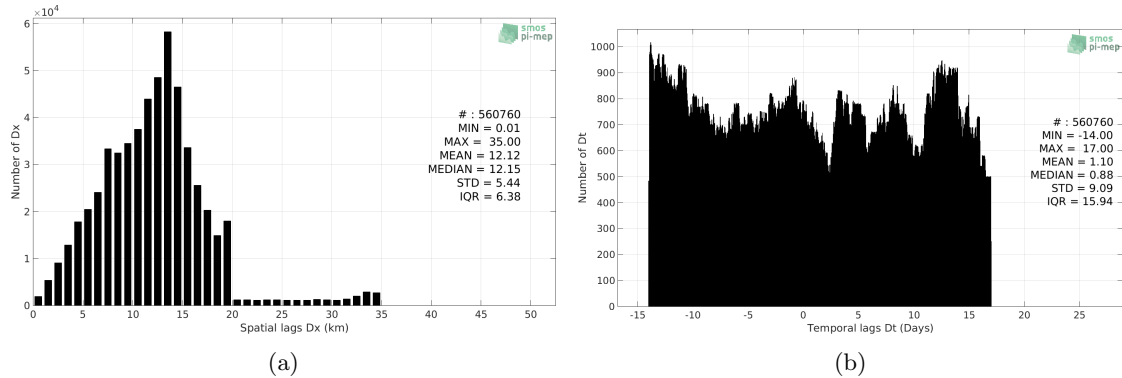 ×10⁴
6
5
4
3
2
1
0
Number of Dx
0 5 10 15 20 25 30 35 40 45 50
Spatial lags Dx (km)
smos
pi-mep
# : 560760
MIN = 0.01
MAX = 35.00
MEAN = 12.12
MEDIAN = 12.15
STD = 5.44
IQR = 6.38
(a)
1000
900
800
700
600
500
400
300
200
100
0
Number of Dt
-15 -10 -5 0 5 10 15 20 25
Temporal lags Dt (Days)
smos
pi-mep
# : 560760
MIN = -14.00
MAX = 17.00
MEAN = 1.10
MEDIAN = 0.88
STD = 9.09
IQR = 15.94
(b)